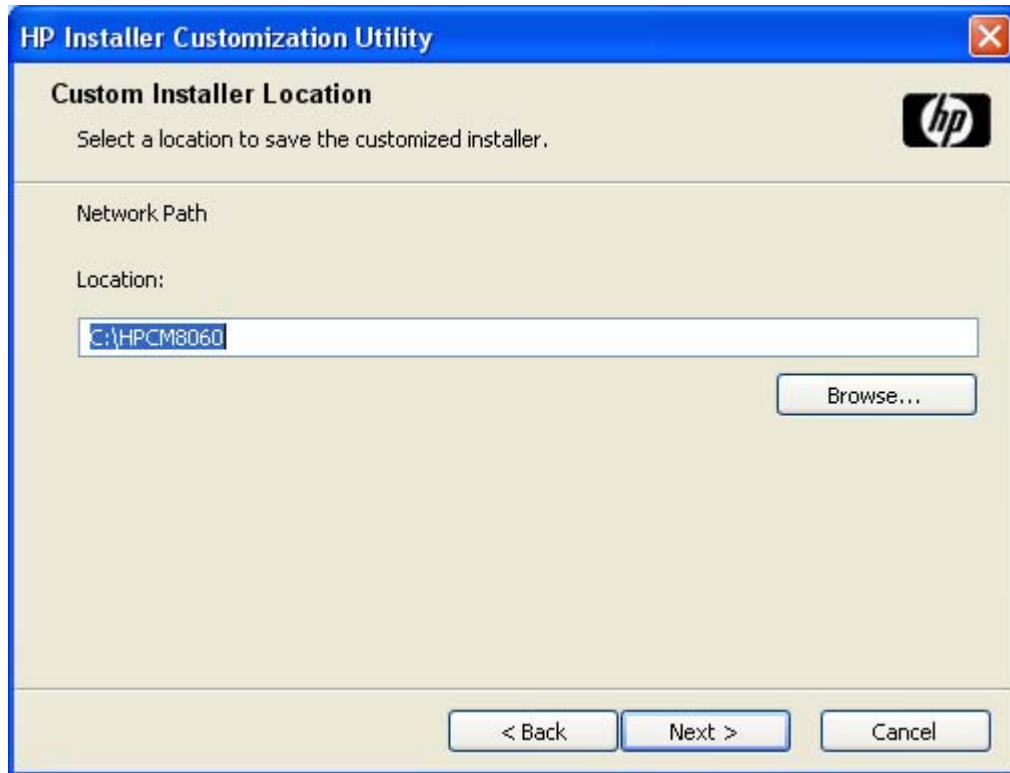 HP Installer Customization Utility
Custom Installer Location
Select a location to save the customized installer.
hp
Network Path
Location:
C:\HPCM8060
Browse...
< Back
Next >
Cancel